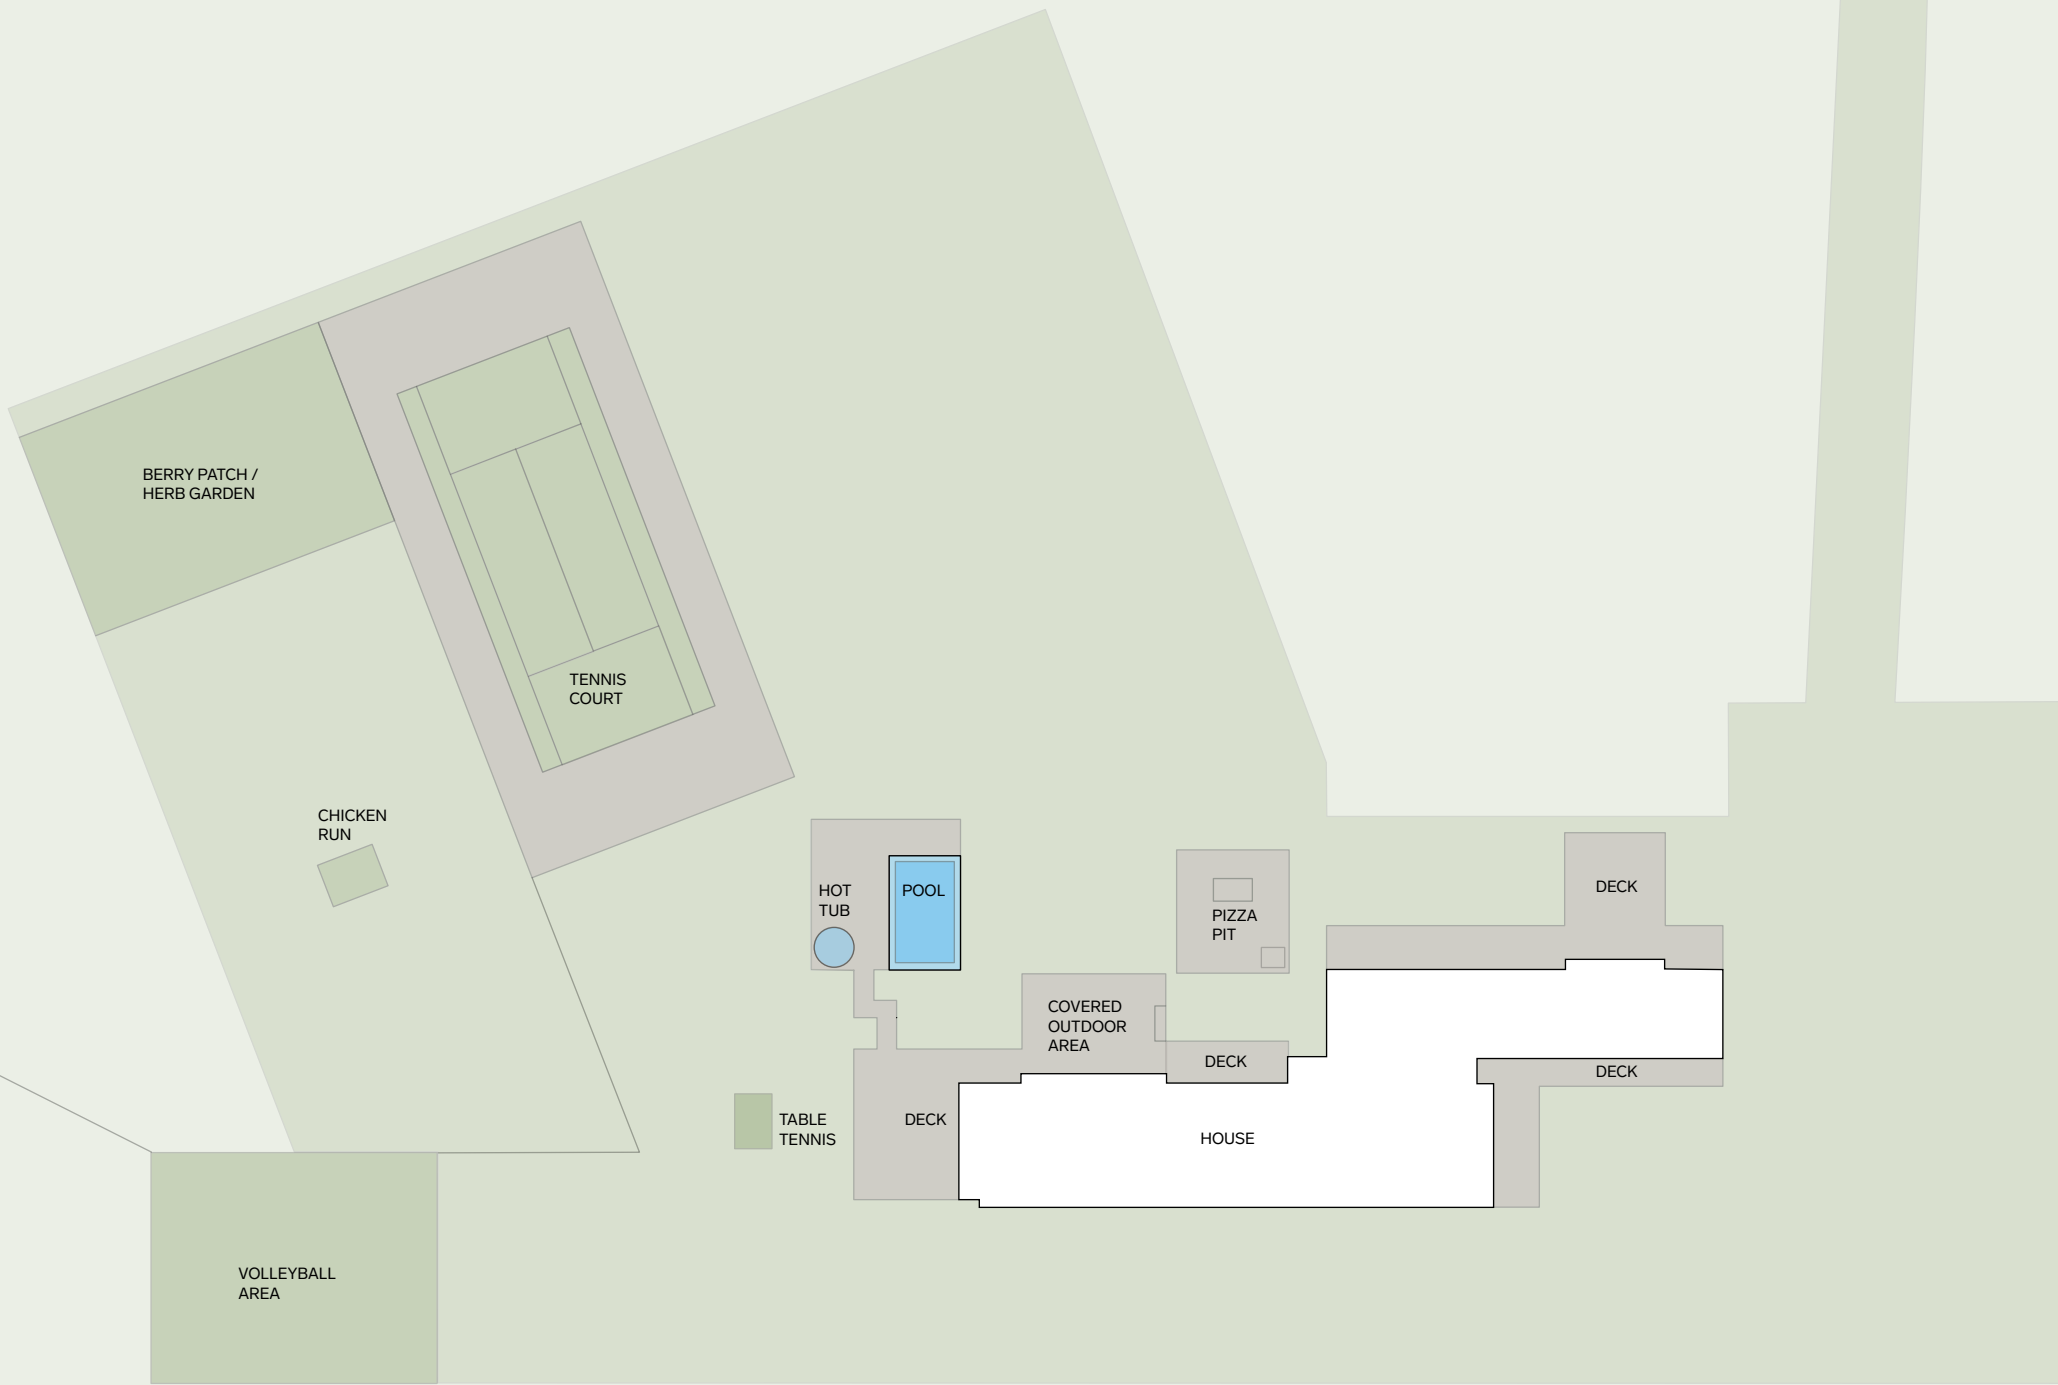 BERRY PATCH /
HERB GARDEN
TENNIS
COURT
CHICKEN
RUN
HOT
TUB
POOL
PIZZA
PIT
DECK
COVERED
OUTDOOR
AREA
DECK
DECK
TABLE
TENNIS
DECK
HOUSE
VOLLEYBALL
AREA